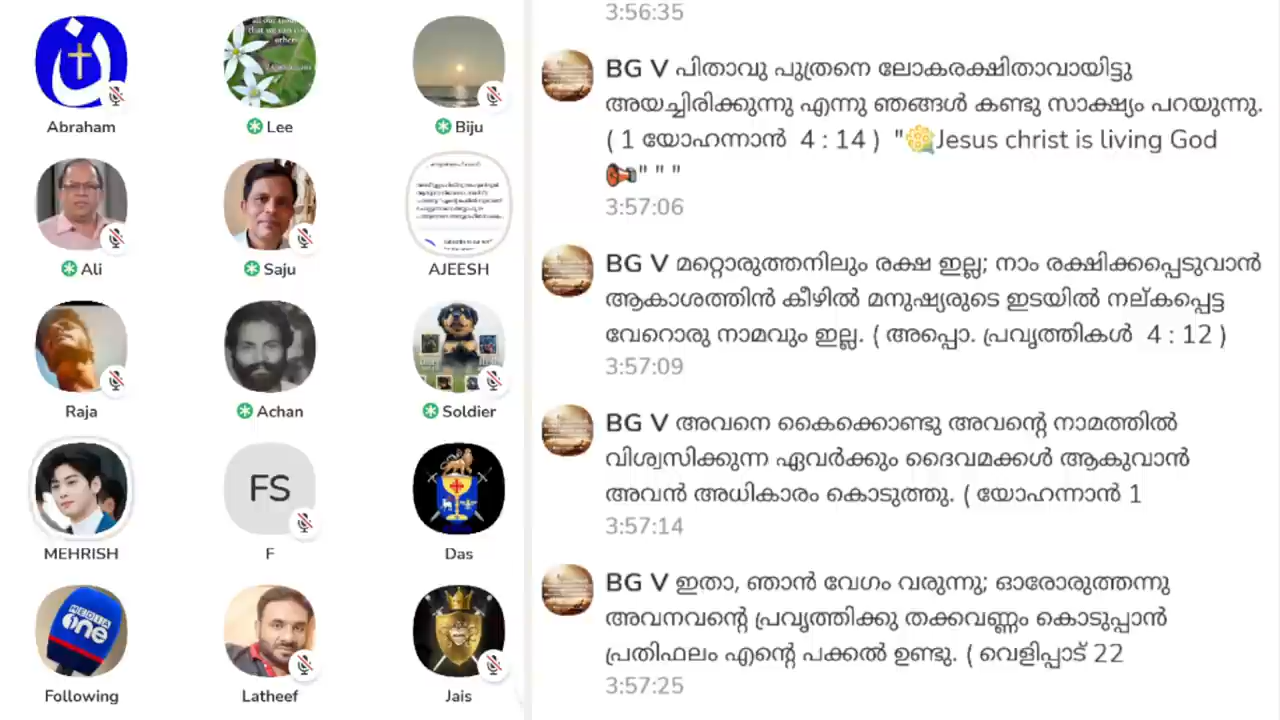 Abraham
Lee
Biju
Ali
Saju
AJEESH
Raja
Achan
Soldier
MEHRISH
FS
F
Das
MEDIA
one
Following
Latheef
Jais
3:56:35
BG V പിതാവു പുത്രനെ ലോകരക്ഷിതാവായിട്ടു
അയച്ചിരിക്കുന്നു എന്നു ഞങ്ങൾ കണ്ടു സാക്ഷ്യം പറയുന്നു.
( 1 യോഹന്നാൻ 4 : 14 ) "🌼Jesus christ is living God
📢" " "
3:57:06
BG V മറ്റൊരുത്തനിലും രക്ഷ ഇല്ല; നാം രക്ഷിക്കപ്പെടുവാൻ
ആകാശത്തിൻ കീഴിൽ മനുഷ്യരുടെ ഇടയിൽ നല്കപ്പെട്ട
വേറൊരു നാമവും ഇല്ല. ( അപ്പൊ. പ്രവൃത്തികൾ 4 : 12 )
3:57:09
BG V അവനെ കൈക്കൊണ്ടു അവന്റെ നാമത്തിൽ
വിശ്വസിക്കുന്ന ഏവർക്കും ദൈവമക്കൾ ആകുവാൻ
അവൻ അധികാരം കൊടുത്തു. ( യോഹന്നാൻ 1
3:57:14
BG V ഇതാ, ഞാൻ വേഗം വരുന്നു; ഓരോരുത്തന്നു
അവനവന്റെ പ്രവൃത്തിക്കു തക്കവണ്ണം കൊടുപ്പാൻ
പ്രതിഫലം എന്റെ പക്കൽ ഉണ്ടു. ( വെളിപ്പാട് 22
3:57:25